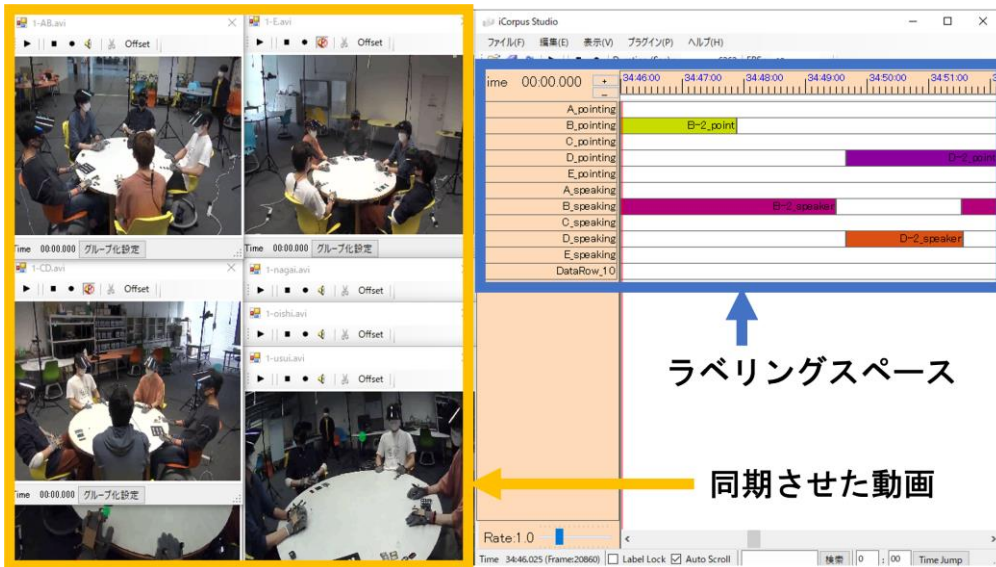 1-AB.avi
Offset
1-E.avi
Offset
Time 00:00.000 グループ化設定
Time 00:00.000 グループ化設定
1-CD.avi
Offset
1-nagai.avi
Offset
1-oishi.avi
Offset
1-usui.avi
Offset
Time 00:00.000 グループ化設定
iCorpus Studio
ファイル(F) 編集(E) 表示(V) プラグイン(P) ヘルプ(H)
ime 00:00.000 + -
34:46:00 34:47:00 34:48:00 34:49:00 34:50:00 34:51:00
A_pointing
B_pointing B-2_point
C_pointing
D_pointing D-2_point
E_pointing
A_speaking
B_speaking B-2_speaker
C_speaking
D_speaking D-2_speaker
E_speaking
DataRow_10
ラベリングスペース
同期させた動画
Rate:1.0
Time 34:46.025 (Frame:20860) Label Lock Auto Scroll 検索 0 : 00 Time Jump